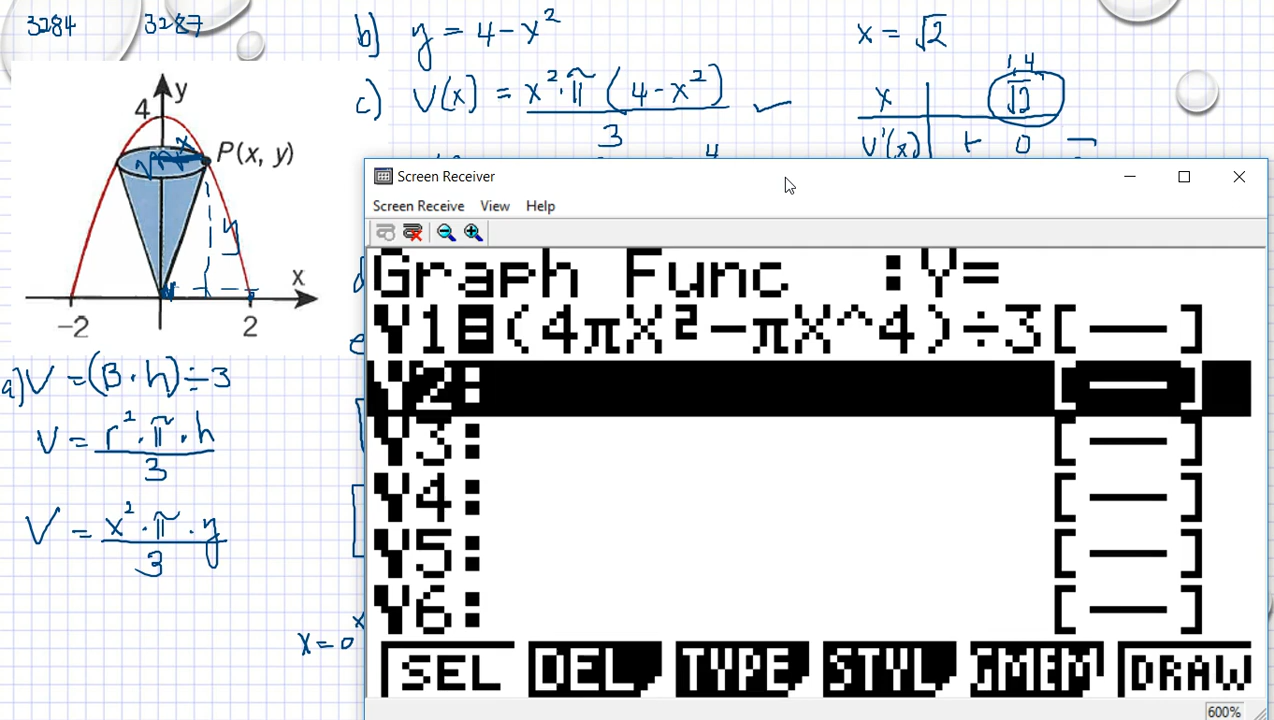 3284 3287
b) y = 4 - x²
x = √2
c) V(x) = x²·π (4-x²) / 3 ✓
1,4
x | √2
V'(x) | + 0 -
4
y
4
x
P(x, y)
y
x
-2
2
r
a) V = (B·h) ÷ 3
V = r²·π·h / 3
V = x²·π·y / 3
x = 0
Screen Receiver
Screen Receiver View Help
Graph Func :Y=
Y1=(4πX²-πX^4)÷3[—]
Y2: [—]
Y3: [—]
Y4: [—]
Y5: [—]
Y6: [—]
SEL DEL TYPE STYL GMEM DRAW
600%